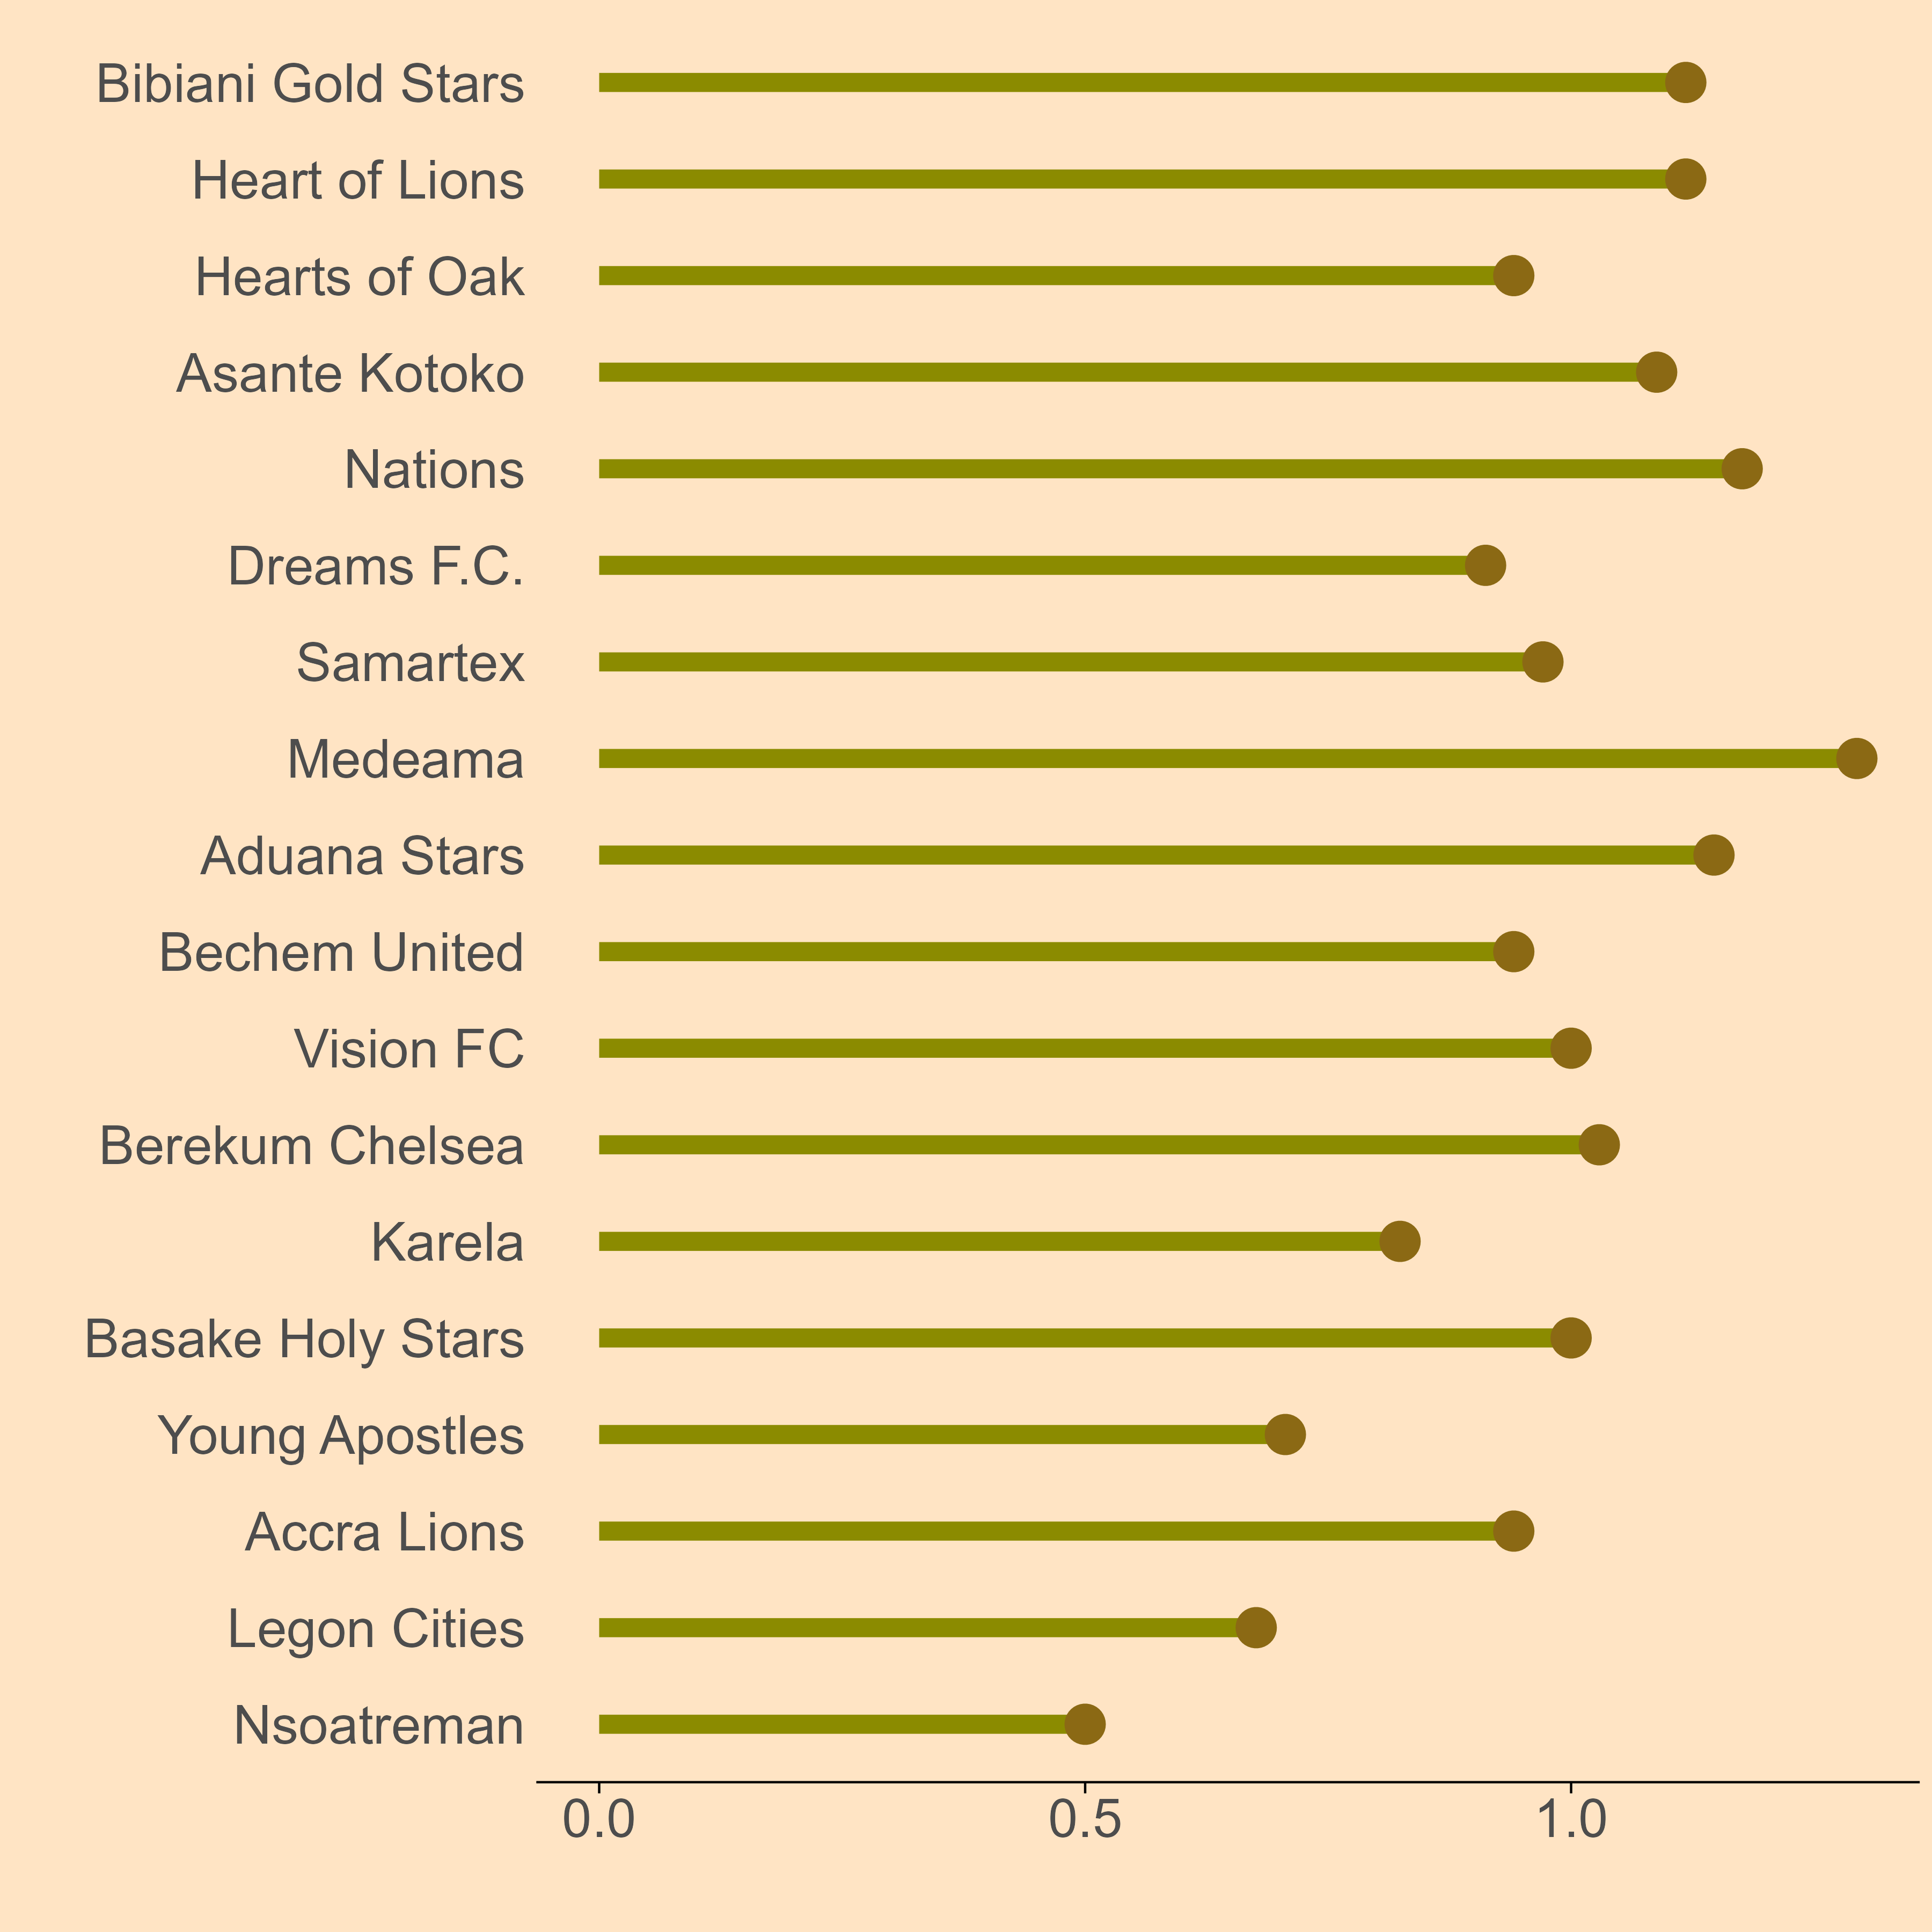 Bibiani Gold Stars
Heart of Lions
Hearts of Oak
Asante Kotoko
Nations
Dreams F.C.
Samartex
Medeama
Aduana Stars
Bechem United
Vision FC
Berekum Chelsea
Karela
Basake Holy Stars
Young Apostles
Accra Lions
Legon Cities
Nsoatreman
0.0 0.5 1.0